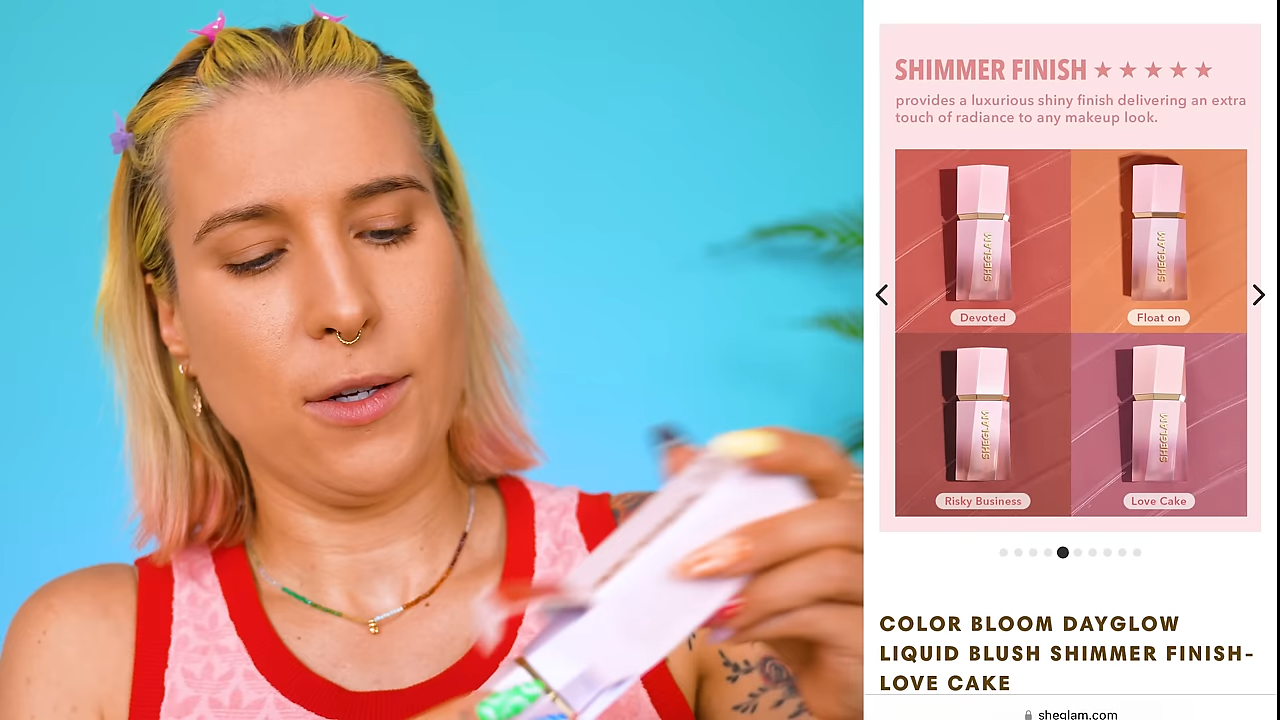 SHIMMER FINISH ★ ★ ★ ★ ★
provides a luxurious shiny finish delivering an extra
touch of radiance to any makeup look.
SHEGLAM
SHEGLAM
Devoted
Float on
SHEGLAM
SHEGLAM
Risky Business
Love Cake
COLOR BLOOM DAYGLOW
LIQUID BLUSH SHIMMER FINISH-
LOVE CAKE
sheglam.com